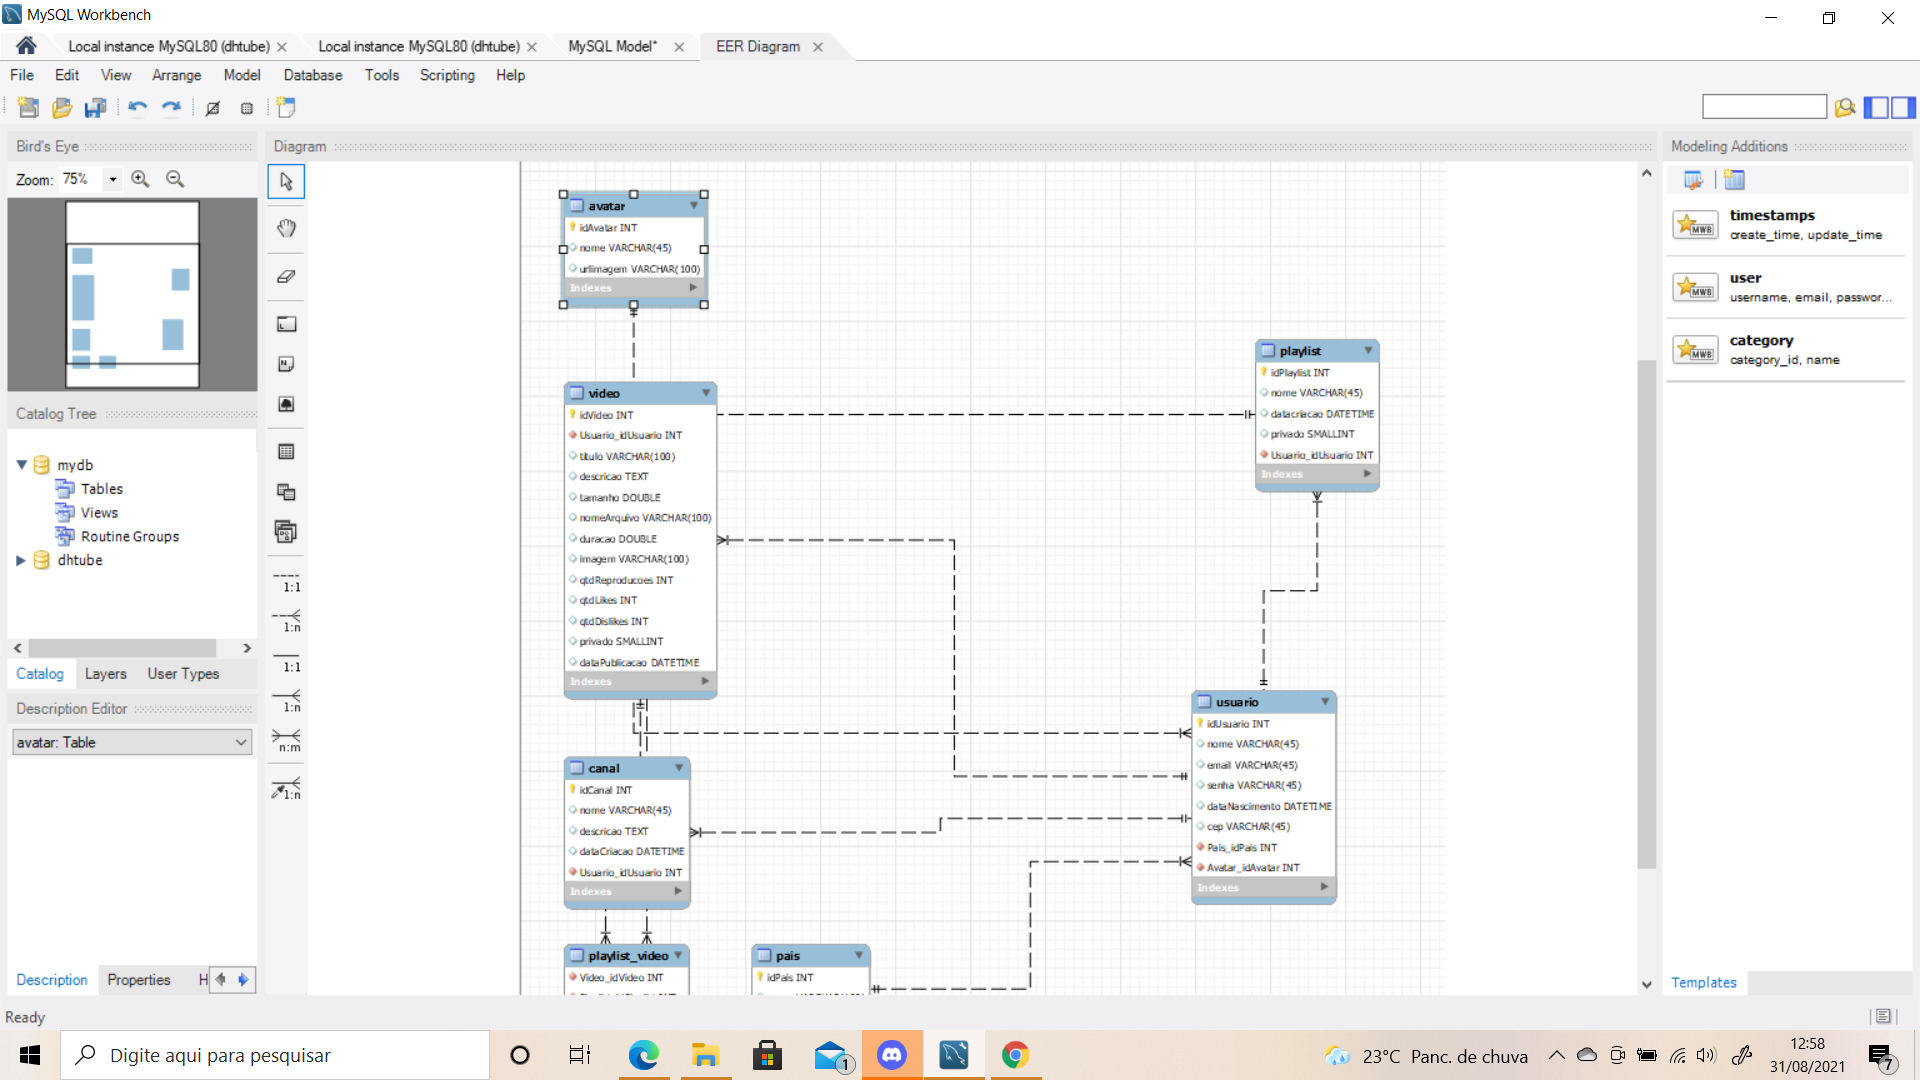 MySQL Workbench
Local instance MySQL80 (dhtube)
Local instance MySQL80 (dhtube)
MySQL Model*
EER Diagram
File Edit View Arrange Model Database Tools Scripting Help
Bird's Eye
Zoom: 75%
Catalog Tree
mydb
Tables
Views
Routine Groups
dhtube
Catalog Layers User Types
Description Editor
avatar: Table
Description Properties H
Ready
Diagram
1:1
1:n
1:1
1:n
n:m
1:n
avatar
idAvatar INT
nome VARCHAR(45)
urlimagem VARCHAR(100)
Indexes
video
idVideo INT
Usuario_idUsuario INT
titulo VARCHAR(100)
descricao TEXT
tamanho DOUBLE
nomeArquivo VARCHAR(100)
duracao DOUBLE
imagem VARCHAR(100)
qtdReproducoes INT
qtdLikes INT
qtdDislikes INT
privado SMALLINT
dataPublicacao DATETIME
Indexes
canal
idCanal INT
nome VARCHAR(45)
descricao TEXT
dataCriacao DATETIME
Usuario_idUsuario INT
Indexes
playlist_video
Video_idVideo INT
pais
idPais INT
playlist
idPlaylist INT
nome VARCHAR(45)
datacriacao DATETIME
privado SMALLINT
Usuario_idUsuario INT
Indexes
usuario
idUsuario INT
nome VARCHAR(45)
email VARCHAR(45)
senha VARCHAR(45)
dataNascimento DATETIME
cep VARCHAR(45)
Pais_idPais INT
Avatar_idAvatar INT
Indexes
Modeling Additions
timestamps
create_time, update_time
user
username, email, passwor...
category
category_id, name
MWB
MWB
MWB
Templates
Digite aqui para pesquisar
1
23°C Panc. de chuva
12:58
31/08/2021
7